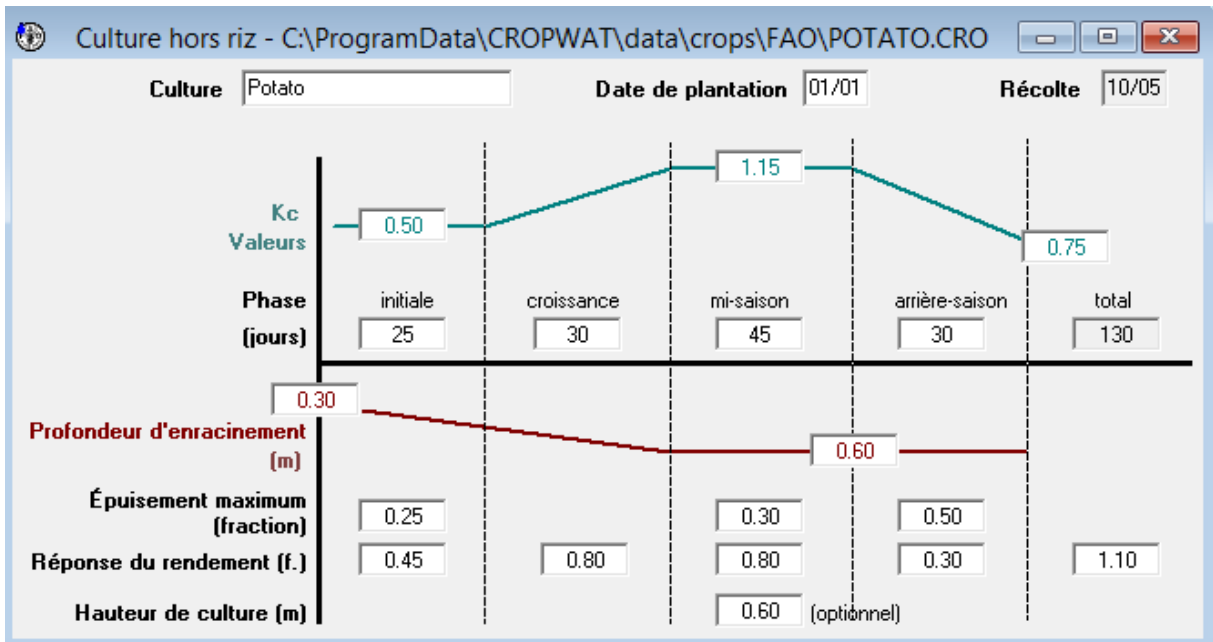 Culture hors riz - C:\ProgramData\CROPWAT\data\crops\FAO\POTATO.CRO
Culture Potato Date de plantation 01/01 Récolte 10/05
1.15
Kc 0.50
Valeurs 0.75
Phase initiale croissance mi-saison arrière-saison total
(jours) 25 30 45 30 130
0.30
Profondeur d'enracinement 0.60
(m)
Épuisement maximum
(fraction) 0.25 0.30 0.50
Réponse du rendement (f.) 0.45 0.80 0.80 0.30 1.10
Hauteur de culture (m) 0.60 (optionnel)